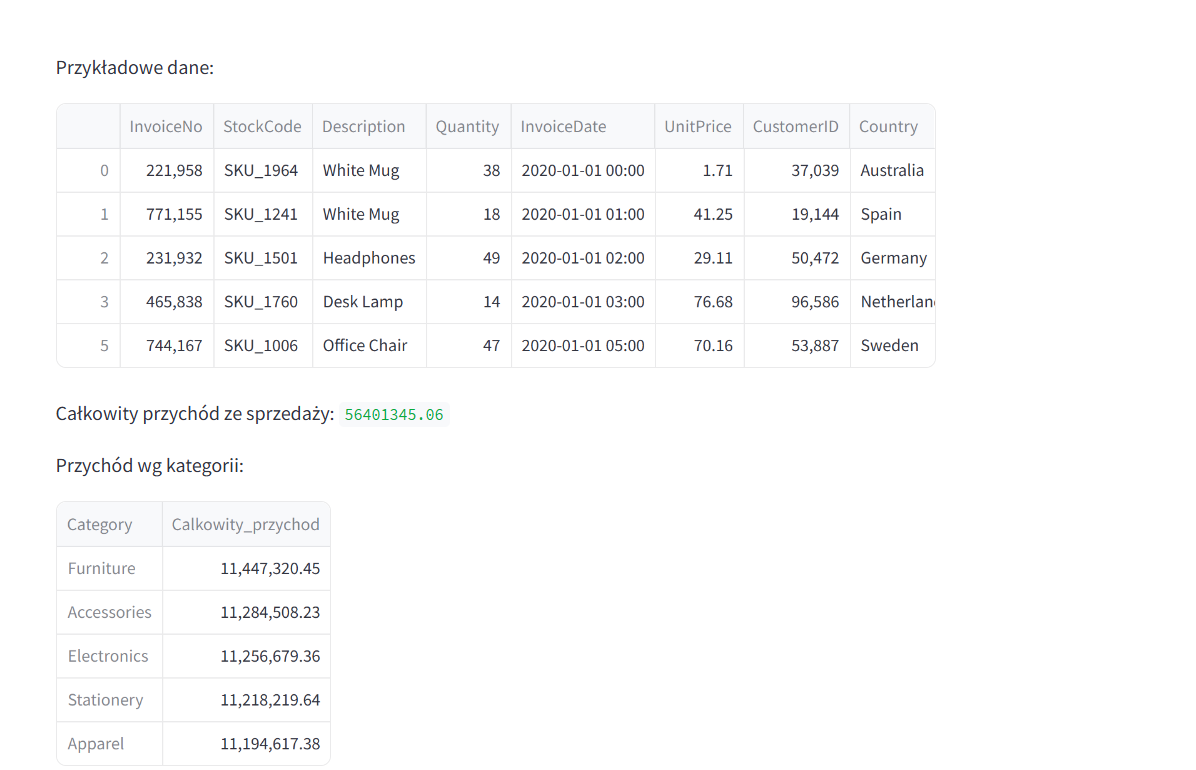 Przykładowe dane:
InvoiceNo StockCode Description Quantity InvoiceDate UnitPrice CustomerID Country
0 221,958 SKU_1964 White Mug 38 2020-01-01 00:00 1.71 37,039 Australia
1 771,155 SKU_1241 White Mug 18 2020-01-01 01:00 41.25 19,144 Spain
2 231,932 SKU_1501 Headphones 49 2020-01-01 02:00 29.11 50,472 Germany
3 465,838 SKU_1760 Desk Lamp 14 2020-01-01 03:00 76.68 96,586 Netherlan
5 744,167 SKU_1006 Office Chair 47 2020-01-01 05:00 70.16 53,887 Sweden
Całkowity przychód ze sprzedaży: 56401345.06
Przychód wg kategorii:
Category Calkowity_przychod
Furniture 11,447,320.45
Accessories 11,284,508.23
Electronics 11,256,679.36
Stationery 11,218,219.64
Apparel 11,194,617.38